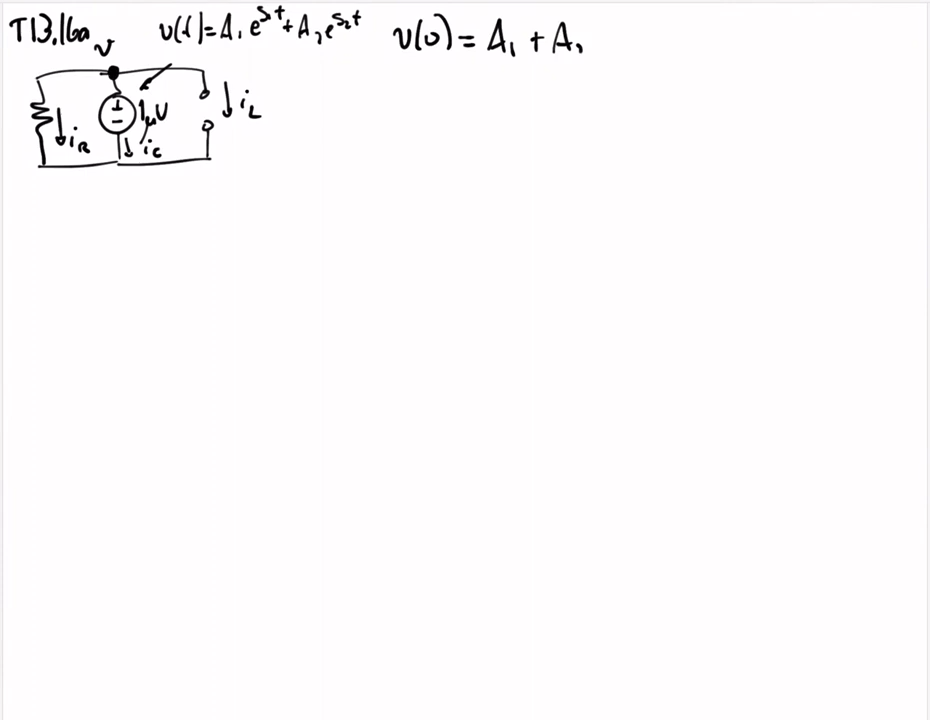 T13.16a v(t)=A₁e^{s₁t}+A₂e^{s₂t} v(0)=A₁+A₂
v
+
−
1μV
i_R
i_C
i_L